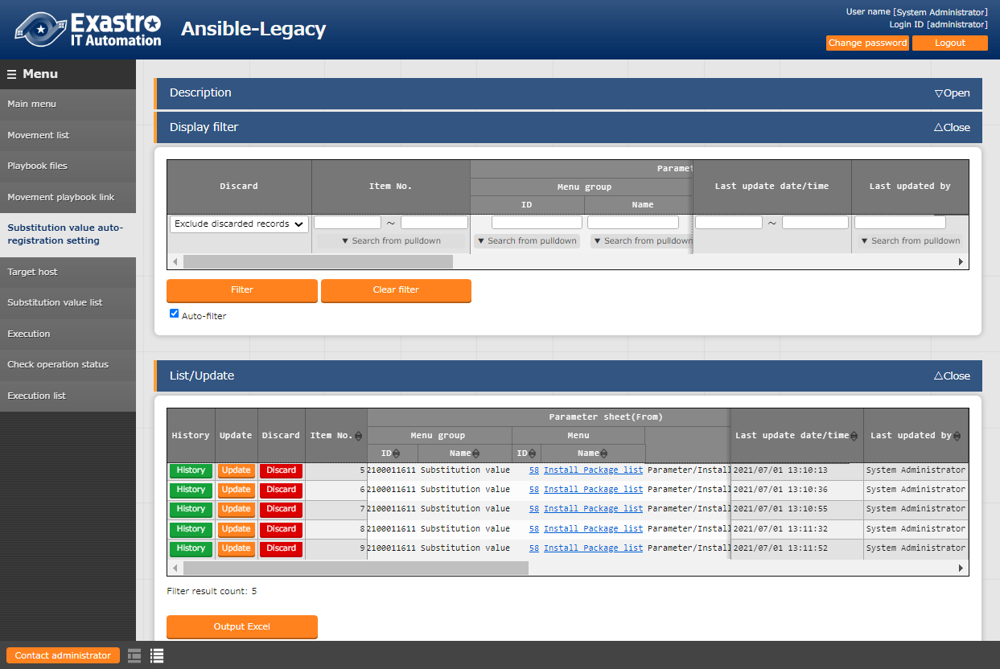 Exastro
IT Automation
Ansible-Legacy
User name [System Administrator]
Login ID [administrator]
Change password
Logout
Menu
Main menu
Movement list
Playbook files
Movement playbook link
Substitution value auto-
registration setting
Target host
Substitution value list
Execution
Check operation status
Execution list
Description ▽Open
Display filter △Close
Discard Item No. Paramet Last update date/time Last updated by
Menu group
ID Name
Exclude discarded records ~ ~
▼ Search from pulldown ▼ Search from pulldown ▼ Search from pulldown ▼ Search from pulldown
Filter Clear filter
Auto-filter
List/Update △Close
History Update Discard Item No. Parameter sheet(From) Last update date/time Last updated by
Menu group Menu
ID Name ID Name
History Update Discard 5 2100011611 Substitution value 58 Install Package list Parameter/Instal 2021/07/01 13:10:13 System Administrator
History Update Discard 6 2100011611 Substitution value 58 Install Package list Parameter/Instal 2021/07/01 13:10:36 System Administrator
History Update Discard 7 2100011611 Substitution value 58 Install Package list Parameter/Instal 2021/07/01 13:10:55 System Administrator
History Update Discard 8 2100011611 Substitution value 58 Install Package list Parameter/Instal 2021/07/01 13:11:32 System Administrator
History Update Discard 9 2100011611 Substitution value 58 Install Package list Parameter/Instal 2021/07/01 13:11:52 System Administrator
Filter result count: 5
Output Excel
Contact administrator